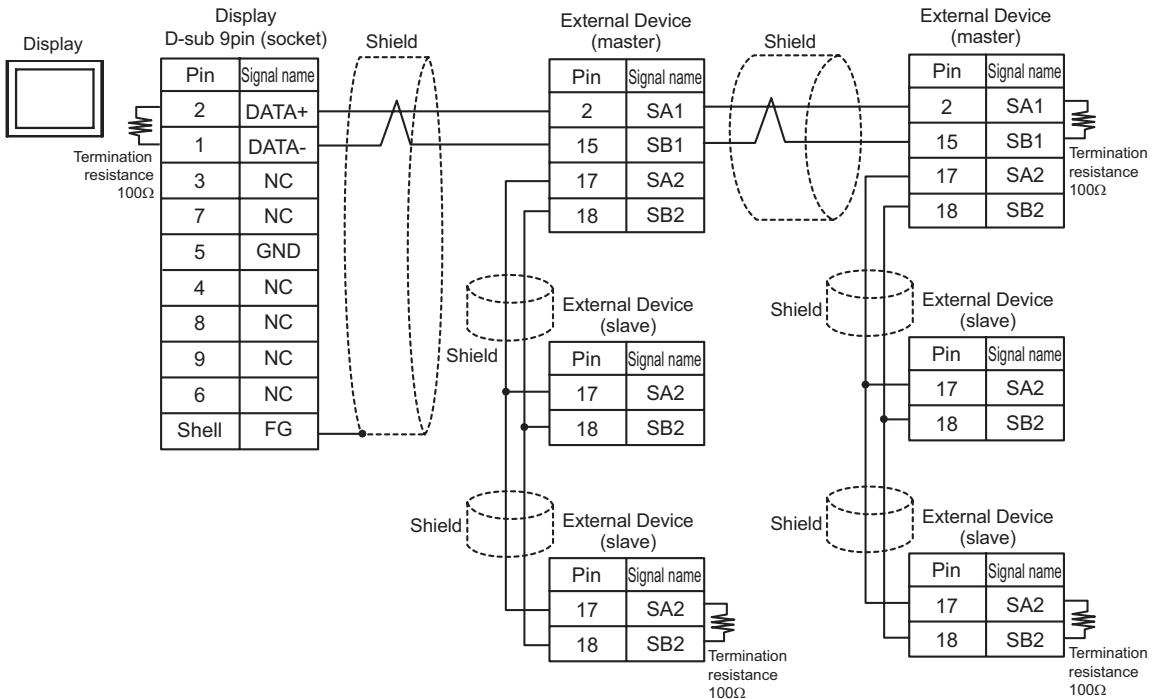 Display
Display
D-sub 9pin (socket)
Pin Signal name
2 DATA+
1 DATA-
3 NC
7 NC
5 GND
4 NC
8 NC
9 NC
6 NC
Shell FG
Termination
resistance
100Ω
Shield
External Device
(master)
Pin Signal name
2 SA1
15 SB1
17 SA2
18 SB2
Shield
External Device
(master)
Pin Signal name
2 SA1
15 SB1
17 SA2
18 SB2
Termination
resistance
100Ω
Shield
External Device
(slave)
Pin Signal name
17 SA2
18 SB2
Shield
External Device
(slave)
Pin Signal name
17 SA2
18 SB2
Shield
External Device
(slave)
Pin Signal name
17 SA2
18 SB2
Termination
resistance
100Ω
Shield
External Device
(slave)
Pin Signal name
17 SA2
18 SB2
Termination
resistance
100Ω